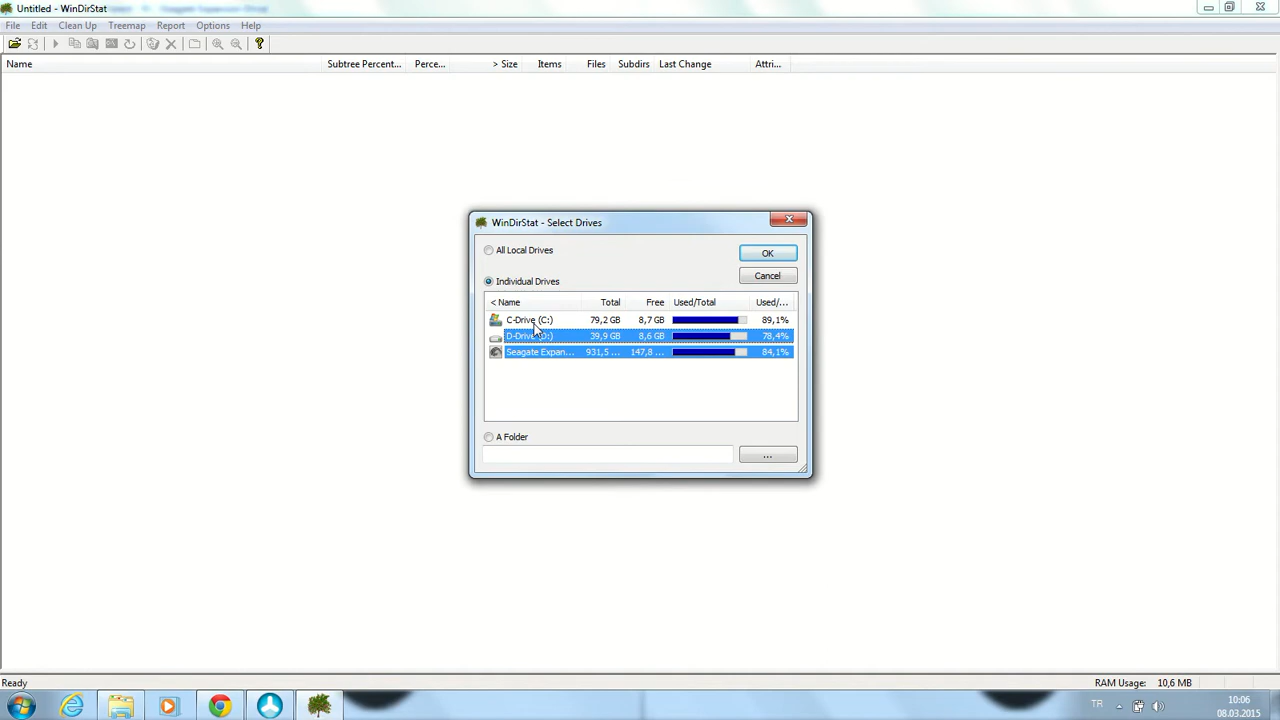 Untitled - WinDirStat
File Edit Clean Up Treemap Report Options Help
Name Subtree Percent... Perce... > Size Items Files Subdirs Last Change Attri...
WinDirStat - Select Drives
All Local Drives
OK
Individual Drives
Cancel
< Name Total Free Used/Total Used/...
C-Drive (C:) 79,2 GB 8,7 GB 89,1%
D-Drive (D:) 39,9 GB 8,6 GB 78,4%
Seagate Expan... 931,5 ... 147,8 ... 84,1%
A Folder
...
Ready RAM Usage: 10,6 MB
TR 10:06
08.03.2015